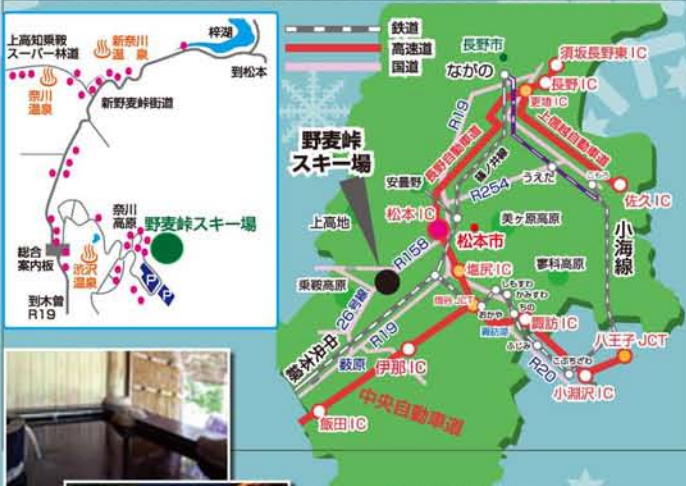 梓湖
新奈川
温泉
上高知乗鞍
スーパー林道
到松本
奈川
温泉
新野麦峠街道
奈川
高原
野麦峠スキー場
総合
案内板
渋沢
温泉
P
P
到木曽
R19
鉄道
高速道
国道
長野市
ながの
須坂長野東IC
長野IC
更埴IC
R19
長野自動車道
上信越自動車道
篠ノ井線
野麦峠
スキー場
安曇野
R254
うえだ
こもろ
佐久IC
上高地
松本IC
美ヶ原高原
小海線
R158
松本市
乗鞍高原
塩尻IC
蓼科高原
26号線
岡谷JCT
しもすわ
かみすわ
おかや
ちの
諏訪湖
諏訪IC
八王子JCT
中央本線
R19
薮原
伊那IC
ふじみ
こぶちざわ
R20
小淵沢IC
飯田IC
中央自動車道